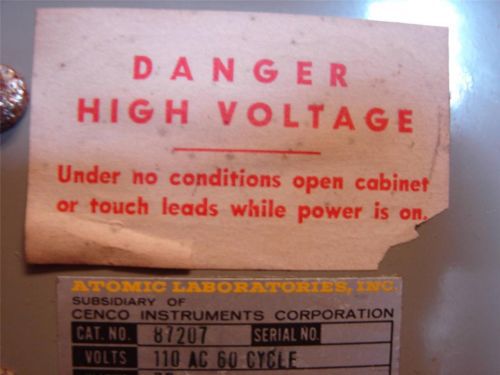 DANGER
HIGH VOLTAGE
Under no conditions open cabinet
or touch leads while power is on.
ATOMIC LABORATORIES, INC.
SUBSIDIARY OF
CENCO INSTRUMENTS CORPORATION
CAT. NO. 87207 SERIAL NO.
VOLTS 110 AC 60 CYCLE